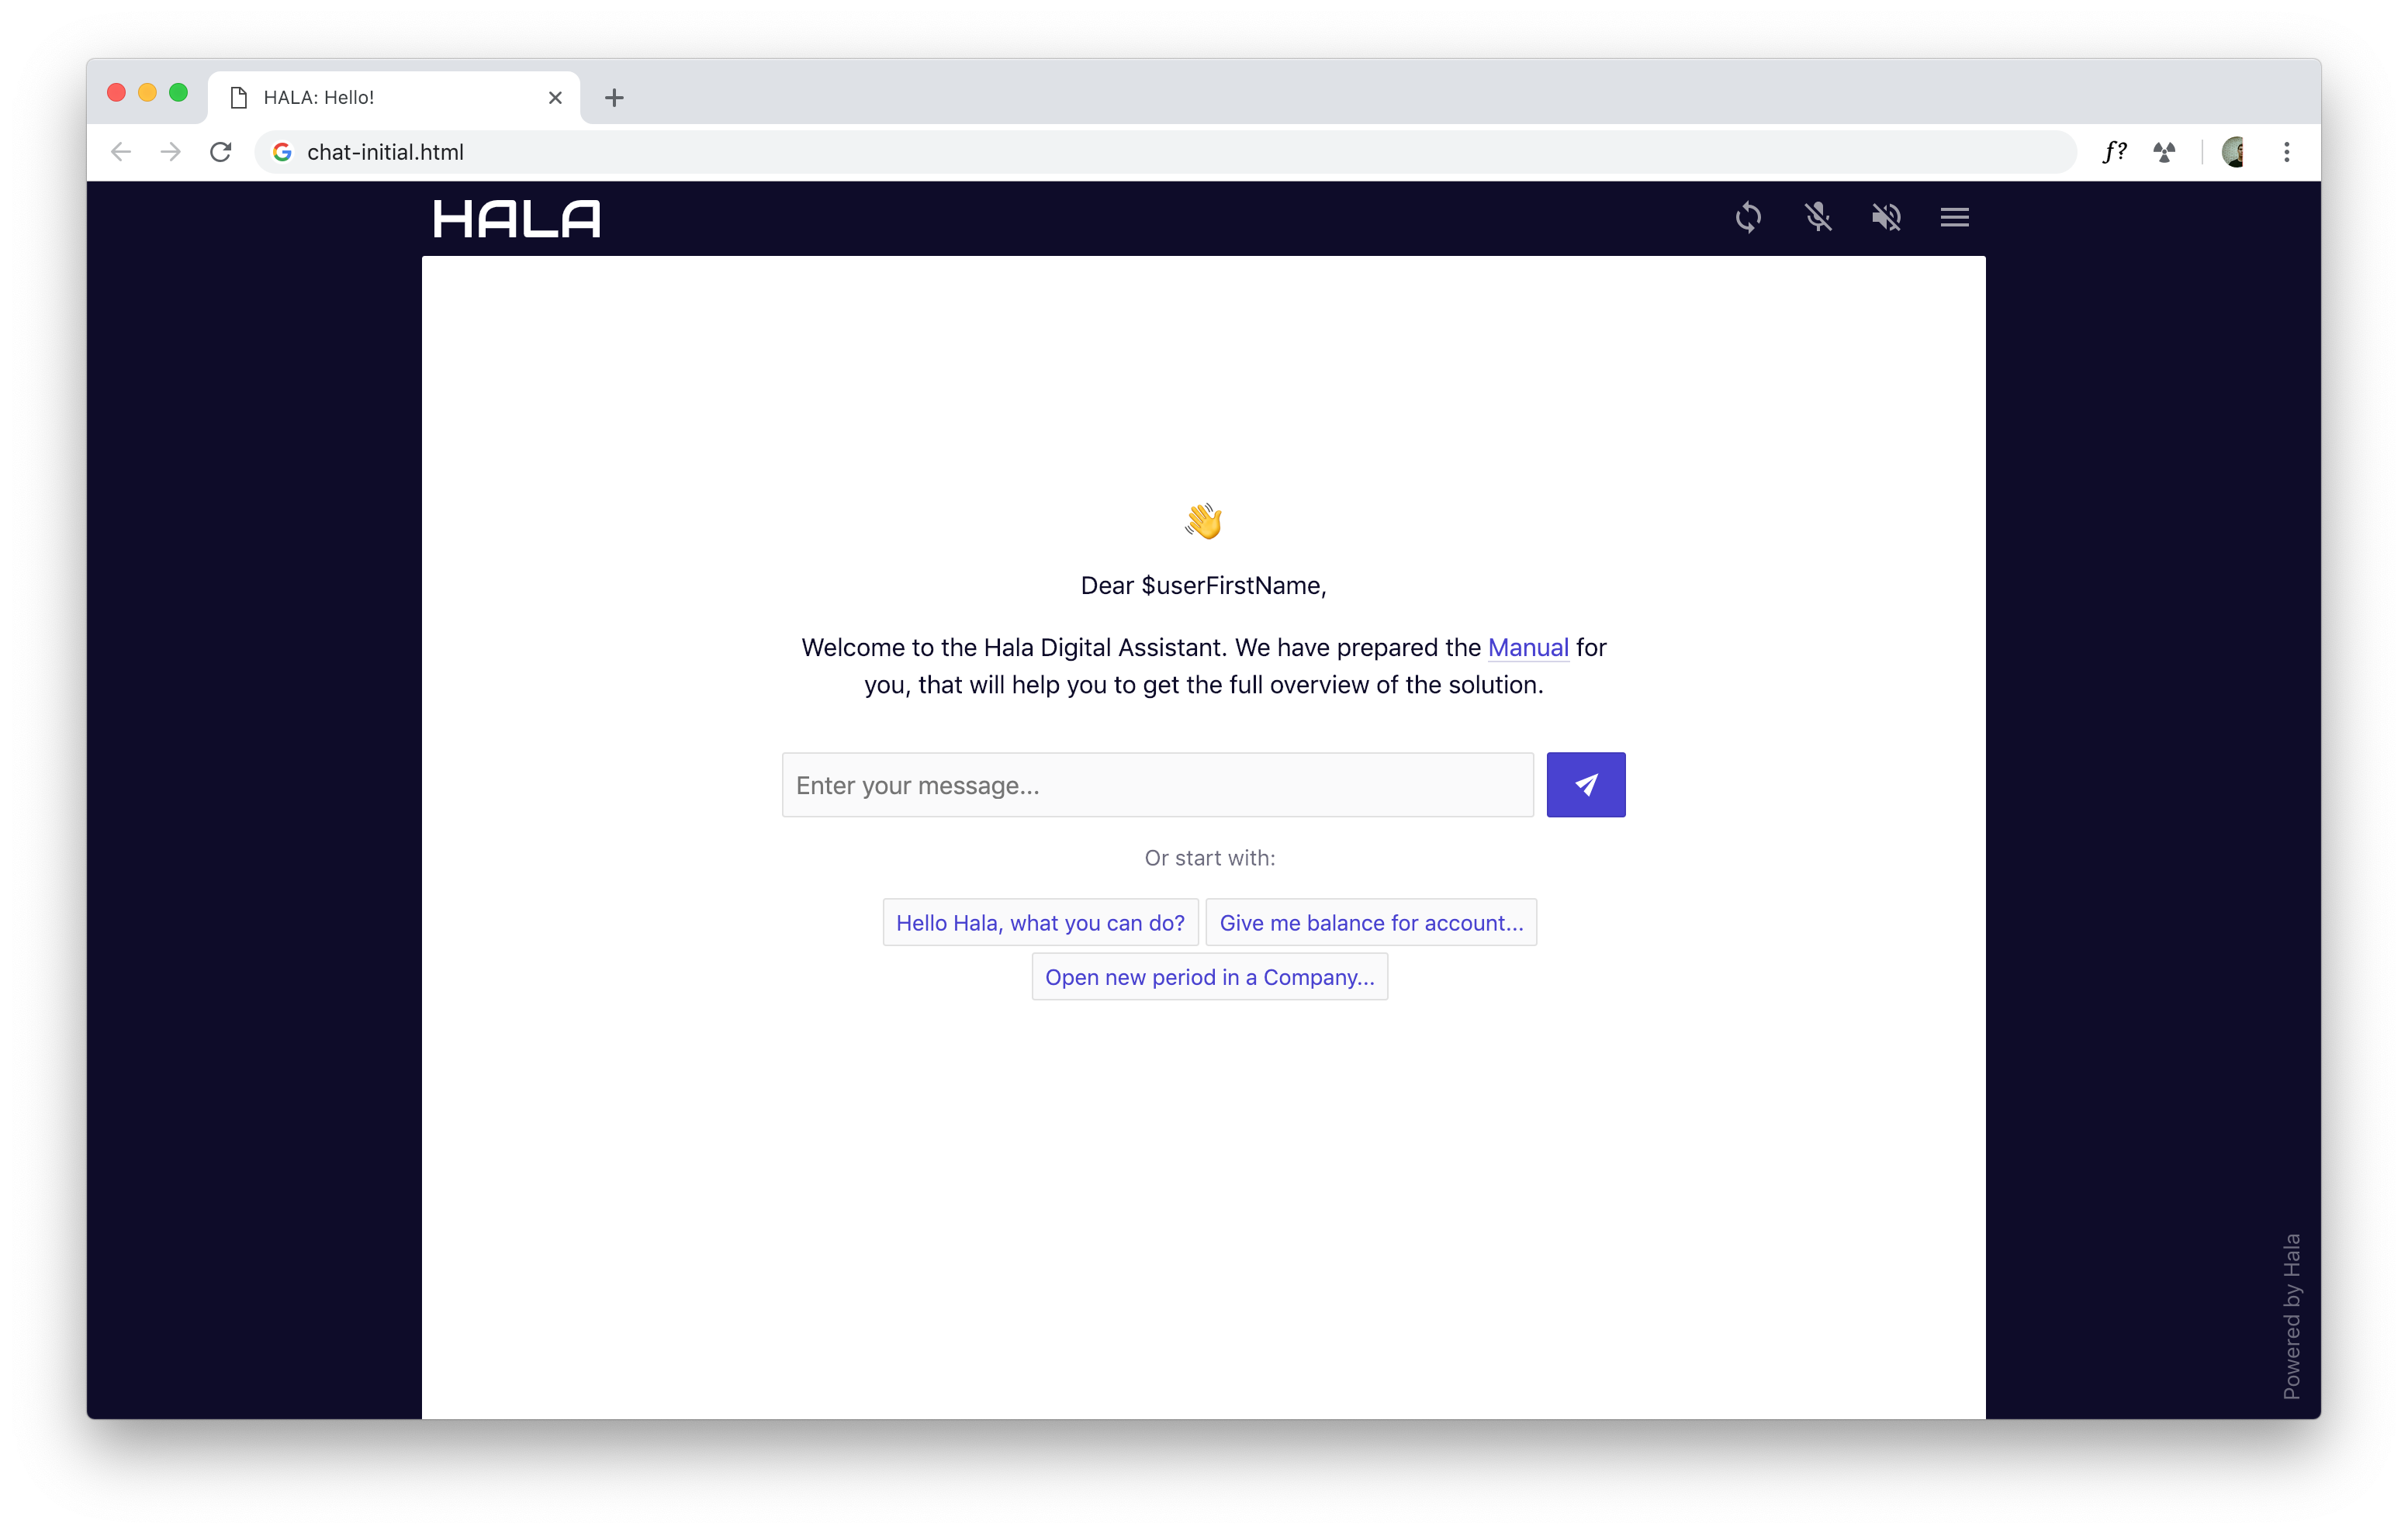 HALA: Hello!
chat-initial.html
f?
HALA
Dear $userFirstName,
Welcome to the Hala Digital Assistant. We have prepared the Manual for
you, that will help you to get the full overview of the solution.
Enter your message...
Or start with:
Hello Hala, what you can do?
Give me balance for account...
Open new period in a Company...
Powered by Hala